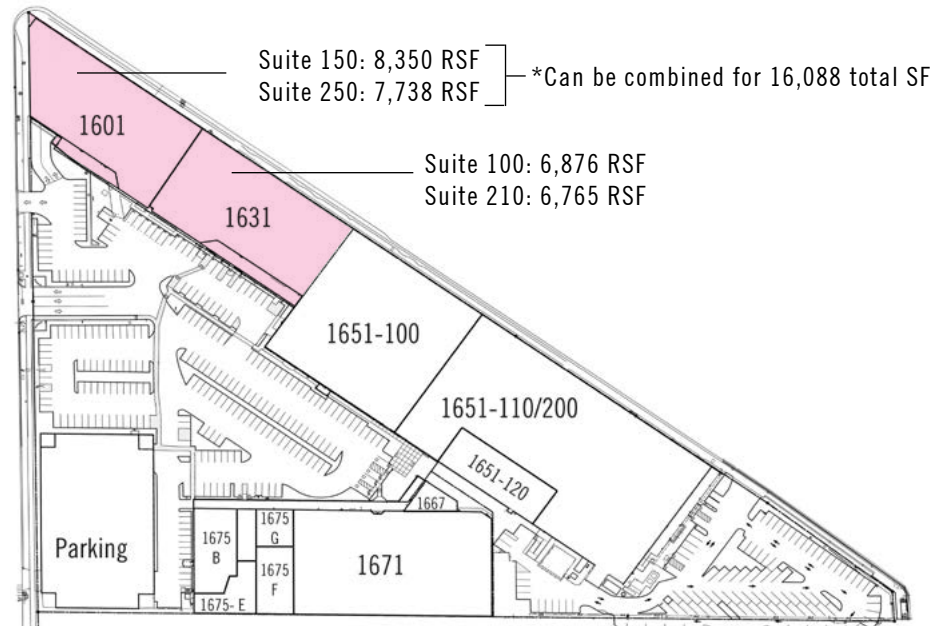 Suite 150: 8,350 RSF
Suite 250: 7,738 RSF
*Can be combined for 16,088 total SF
1601
Suite 100: 6,876 RSF
Suite 210: 6,765 RSF
1631
1651-100
1651-110/200
1651-120
1667
1675
G
1675
B
Parking
1671
1675
F
1675- E